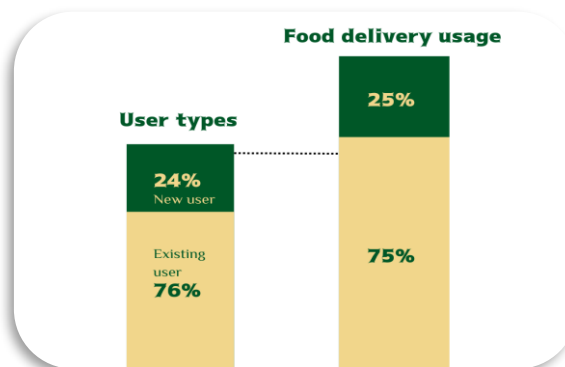 Food delivery usage
User types
25%
24%
New user
Existing
user
76%
75%